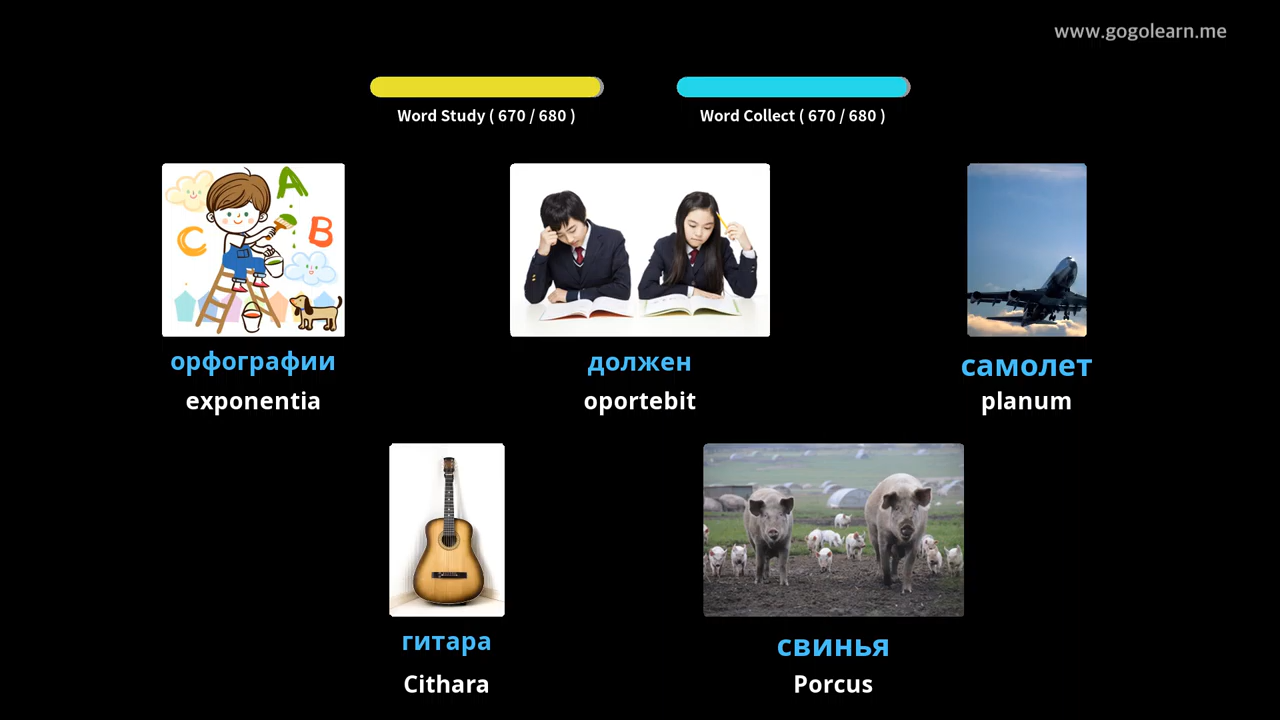 www.gogolearn.me
Word Study ( 670 / 680 )
Word Collect ( 670 / 680 )
A
B
C
орфографии
exponentia
должен
oportebit
самолет
planum
гитара
Cithara
свинья
Porcus